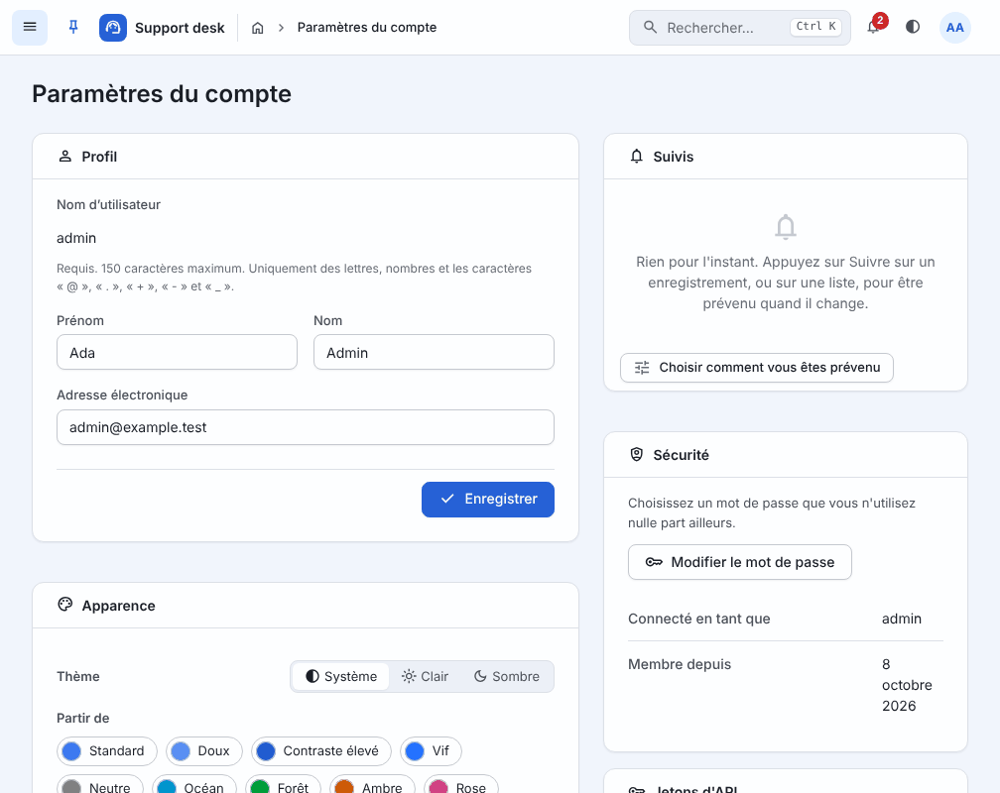 Support desk
Paramètres du compte
Rechercher...
Ctrl K
2
AA
Paramètres du compte
Profil
Nom d’utilisateur
admin
Requis. 150 caractères maximum. Uniquement des lettres, nombres et les caractères
« @ », « . », « + », « - » et « _ ».
Prénom
Nom
Ada
Admin
Adresse électronique
admin@example.test
Enregistrer
Apparence
Thème
Système
Clair
Sombre
Partir de
Standard
Doux
Contraste élevé
Vif
Neutre
Océan
Forêt
Ambre
Rose
Suivis
Rien pour l'instant. Appuyez sur Suivre sur un
enregistrement, ou sur une liste, pour être
prévenu quand il change.
Choisir comment vous êtes prévenu
Sécurité
Choisissez un mot de passe que vous n'utilisez
nulle part ailleurs.
Modifier le mot de passe
Connecté en tant que
admin
Membre depuis
8
octobre
2026
Jetons d'API